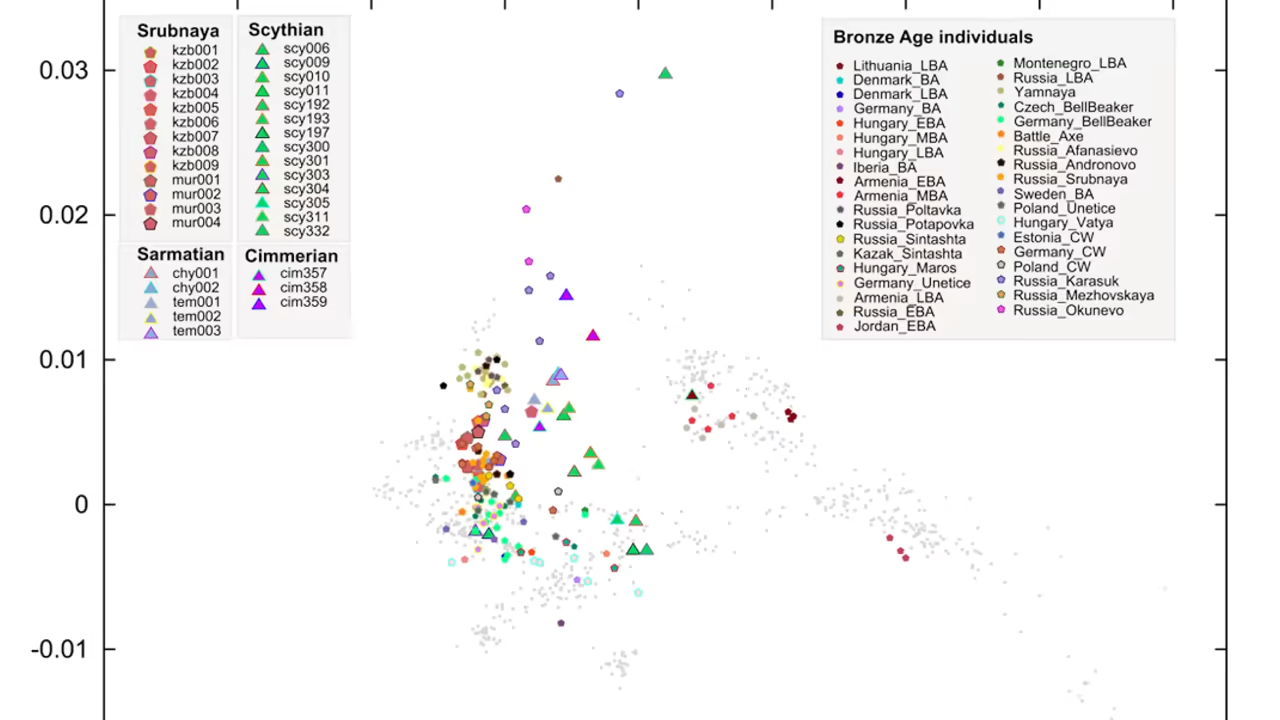 Srubnaya
kzb001
kzb002
kzb003
kzb004
kzb005
kzb006
kzb007
kzb008
kzb009
mur001
mur002
mur003
mur004
Scythian
scy006
scy009
scy010
scy011
scy192
scy193
scy197
scy300
scy301
scy303
scy304
scy305
scy311
scy332
Sarmatian
chy001
chy002
tem001
tem002
tem003
Cimmerian
cim357
cim358
cim359
Bronze Age individuals
Lithuania_LBA
Denmark_BA
Denmark_LBA
Germany_BA
Hungary_EBA
Hungary_MBA
Hungary_LBA
Iberia_BA
Armenia_EBA
Armenia_MBA
Russia_Poltavka
Russia_Potapovka
Russia_Sintashta
Kazak_Sintashta
Hungary_Maros
Germany_Unetice
Armenia_LBA
Russia_EBA
Jordan_EBA
Montenegro_LBA
Russia_LBA
Yamnaya
Czech_BellBeaker
Germany_BellBeaker
Battle_Axe
Russia_Afanasievo
Russia_Andronovo
Russia_Srubnaya
Sweden_BA
Poland_Unetice
Hungary_Vatya
Estonia_CW
Germany_CW
Poland_CW
Russia_Karasuk
Russia_Mezhovskaya
Russia_Okunevo
0.03
0.02
0.01
0
-0.01